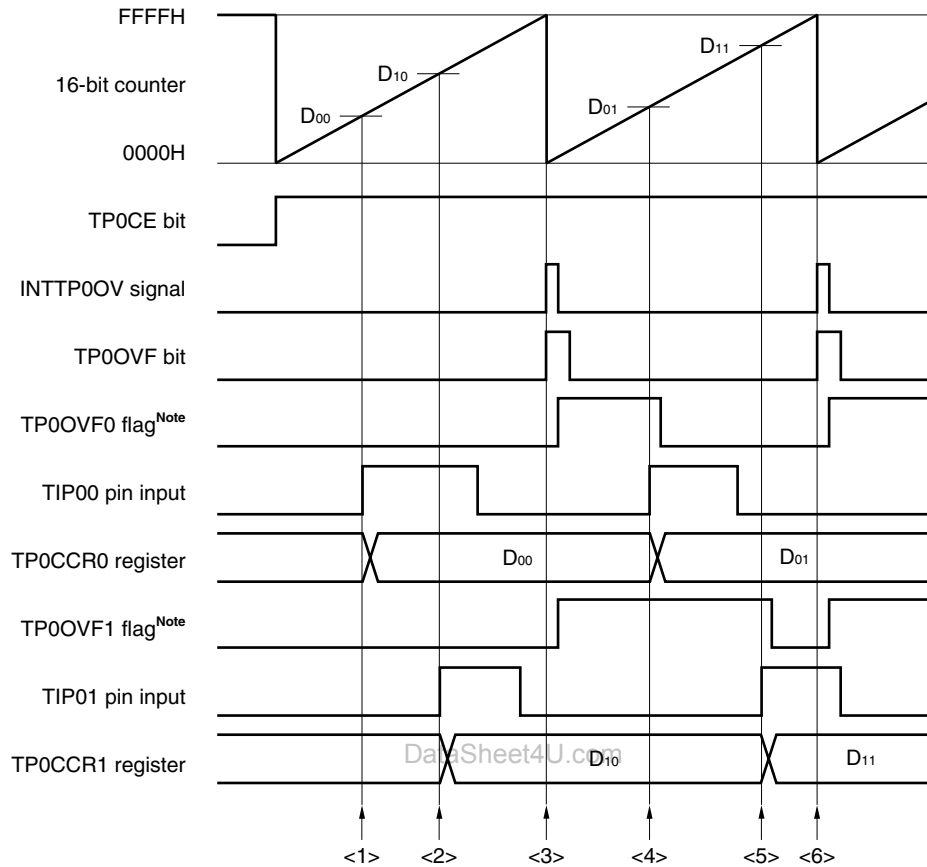 FFFFH
D11
D10
16-bit counter
D01
D00
0000H
TP0CE bit
INTTP0OV signal
TP0OVF bit
TP0OVF0 flagNote
TIP00 pin input
TP0CCR0 register D00 D01
TP0OVF1 flagNote
TIP01 pin input
DataSheet4U.com
TP0CCR1 register D10 D11
<1> <2> <3> <4> <5> <6>